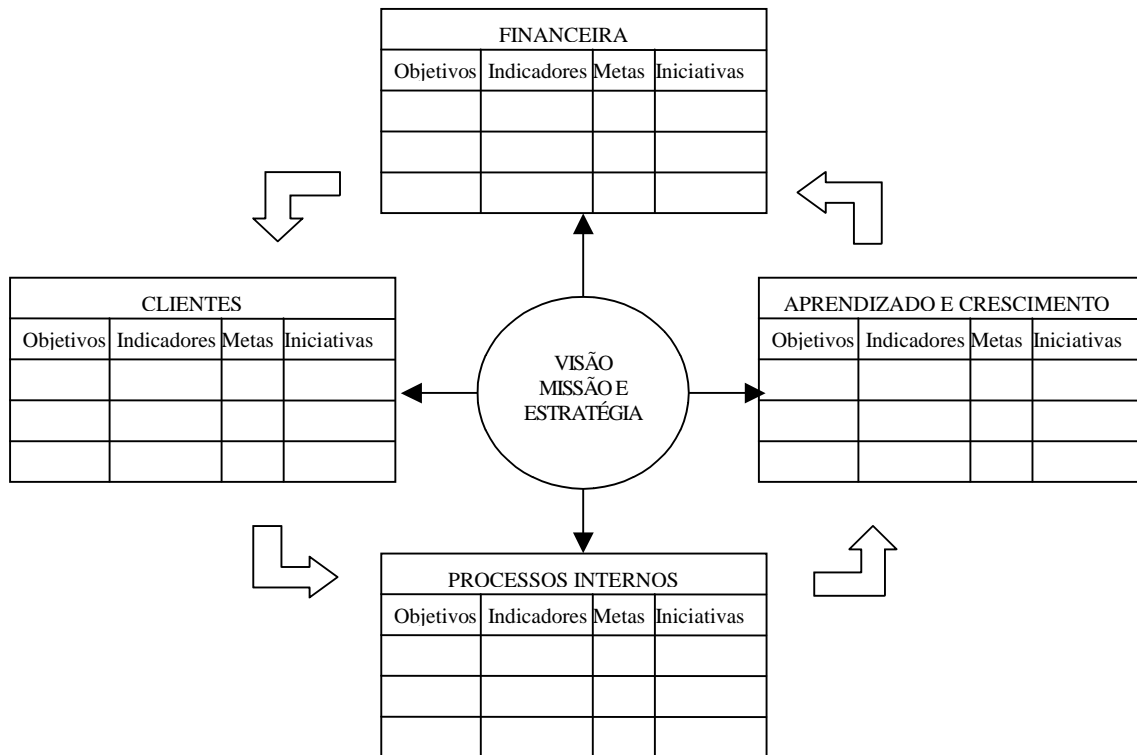 FINANCEIRA
Objetivos Indicadores Metas Iniciativas
CLIENTES
Objetivos Indicadores Metas Iniciativas
VISÃO
MISSÃO E
ESTRATÉGIA
APRENDIZADO E CRESCIMENTO
Objetivos Indicadores Metas Iniciativas
PROCESSOS INTERNOS
Objetivos Indicadores Metas Iniciativas